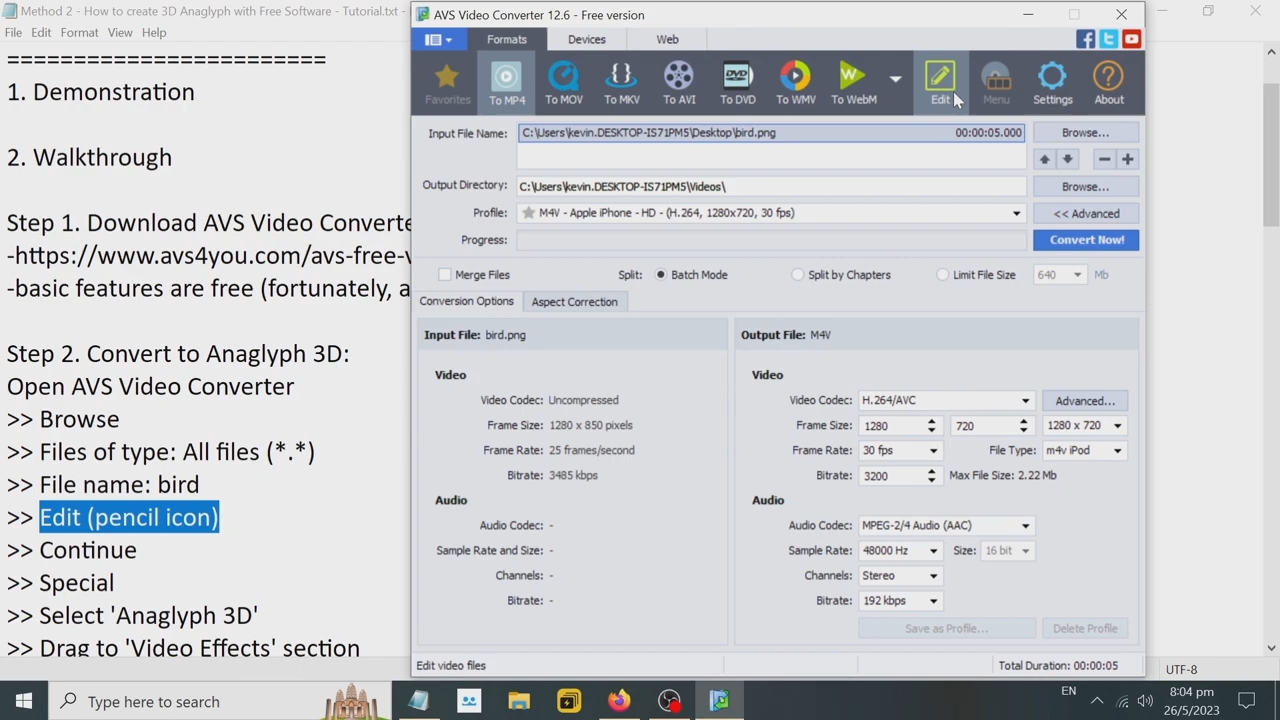 Method 2 - How to create 3D Anaglyph with Free Software - Tutorial.txt -
File Edit Format View Help
========================
1. Demonstration
2. Walkthrough
Step 1. Download AVS Video Converte
-https://www.avs4you.com/avs-free-v
-basic features are free (fortunately, a
Step 2. Convert to Anaglyph 3D:
Open AVS Video Converter
>> Browse
>> Files of type: All files (*.*)
>> File name: bird
>> Edit (pencil icon)
>> Continue
>> Special
>> Select 'Anaglyph 3D'
>> Drag to 'Video Effects' section
AVS Video Converter 12.6 - Free version
Formats Devices Web
Favorites To MP4 To MOV To MKV To AVI To DVD To WMV To WebM Edit Menu Settings About
Input File Name: C:\Users\kevin.DESKTOP-IS71PM5\Desktop\bird.png 00:00:05.000 Browse...
Output Directory: C:\Users\kevin.DESKTOP-IS71PM5\Videos\ Browse...
Profile: M4V - Apple iPhone - HD - (H.264, 1280x720, 30 fps) << Advanced
Progress: Convert Now!
Merge Files Split: Batch Mode Split by Chapters Limit File Size 640 Mb
Conversion Options Aspect Correction
Input File: bird.png
Video
Video Codec: Uncompressed
Frame Size: 1280 x 850 pixels
Frame Rate: 25 frames/second
Bitrate: 3485 kbps
Audio
Audio Codec: -
Sample Rate and Size: -
Channels: -
Bitrate: -
Output File: M4V
Video
Video Codec: H.264/AVC Advanced...
Frame Size: 1280 720 1280 x 720
Frame Rate: 30 fps File Type: m4v iPod
Bitrate: 3200 Max File Size: 2.22 Mb
Audio
Audio Codec: MPEG-2/4 Audio (AAC)
Sample Rate: 48000 Hz Size: 16 bit
Channels: Stereo
Bitrate: 192 kbps
Save as Profile... Delete Profile
Edit video files Total Duration: 00:00:05
UTF-8
Type here to search
EN
8:04 pm
26/5/2023